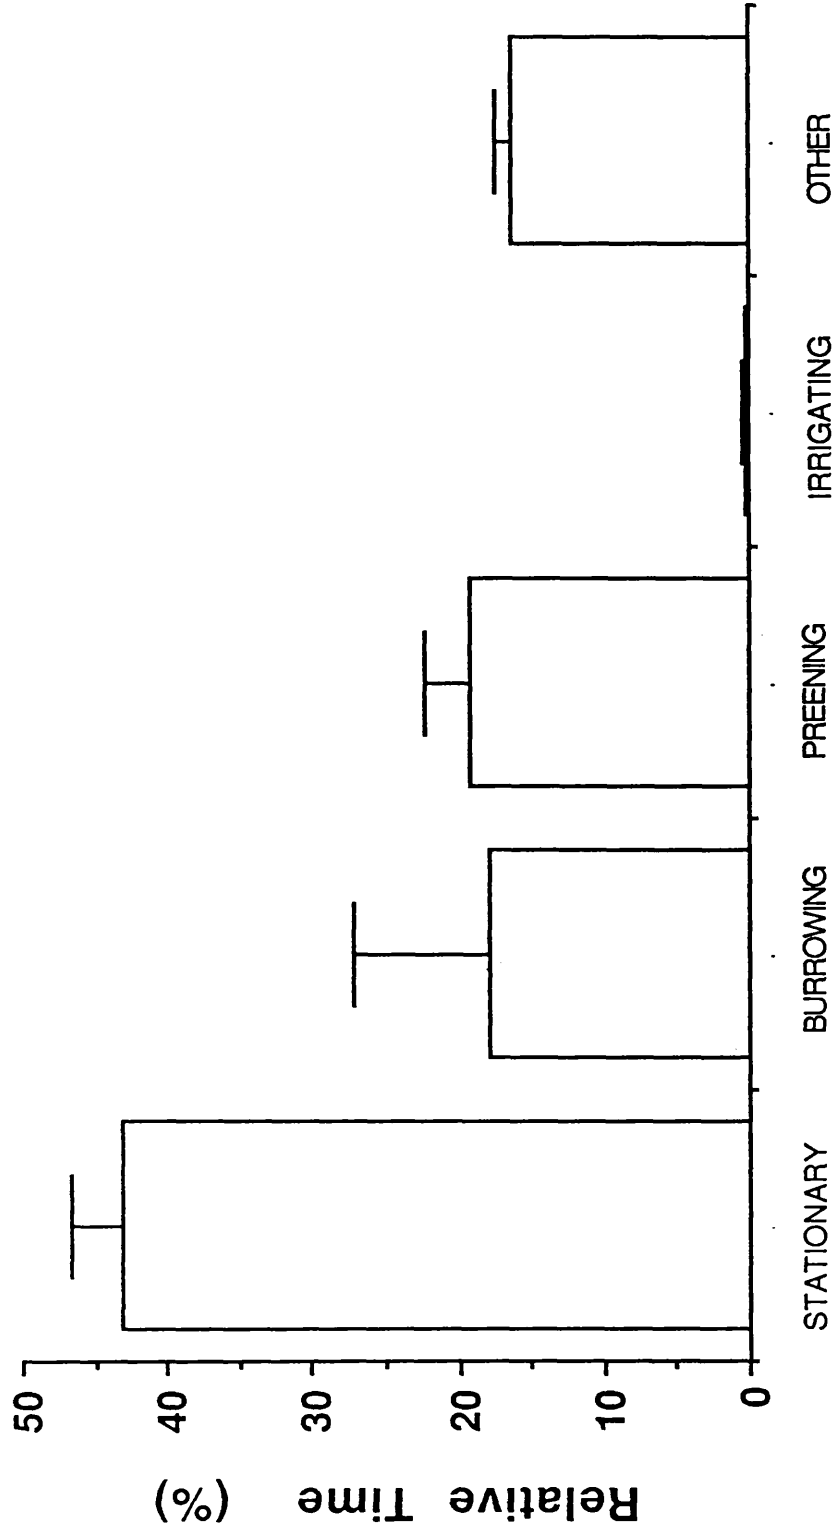 Relative Time (%)
50
40
30
20
10
0
STATIONARY
BURROWING
PREENING
IRRIGATING
OTHER